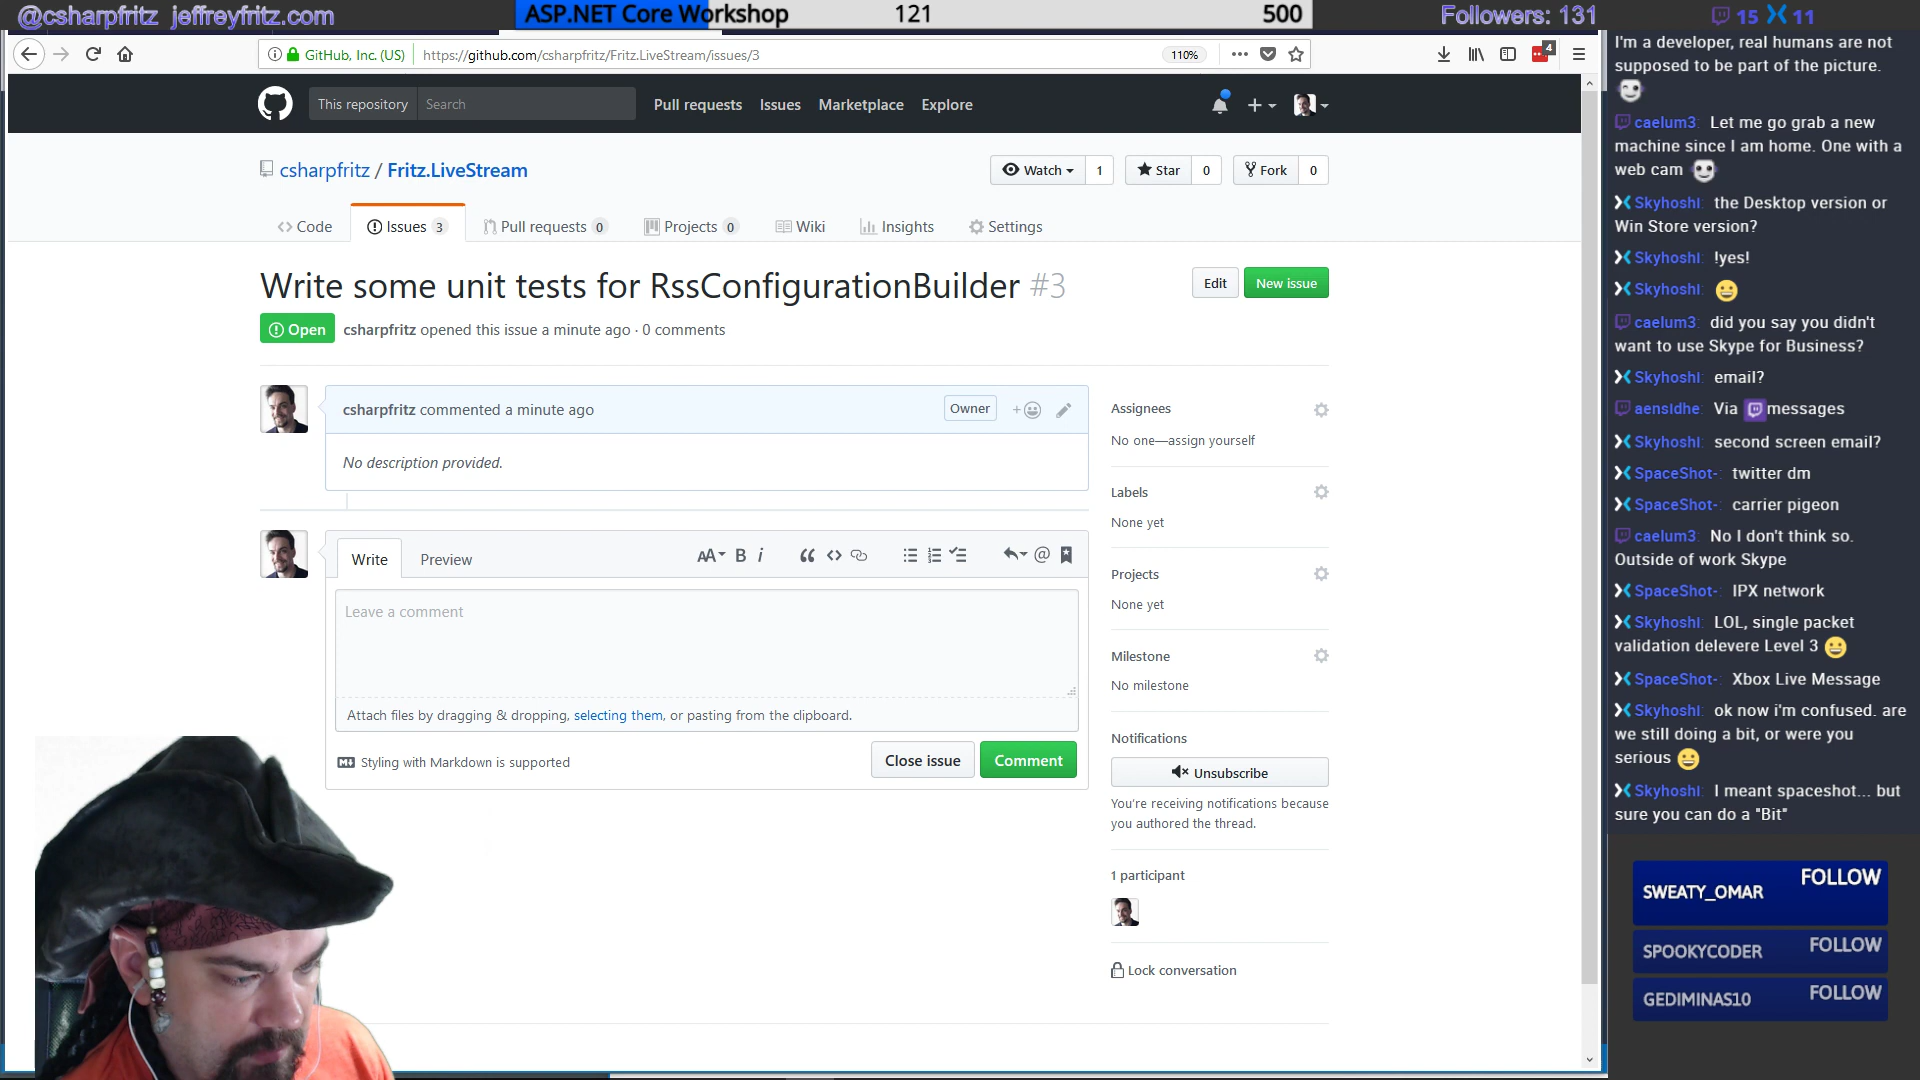 @csharpfritz jeffreyfritz.com
ASP.NET Core Workshop 121 500
Followers: 131 15 11
GitHub, Inc. (US) https://github.com/csharpfritz/Fritz.LiveStream/issues/3 110% 4
This repository Search Pull requests Issues Marketplace Explore
csharpfritz / Fritz.LiveStream
Watch 1 Star 0 Fork 0
Code Issues 3 Pull requests 0 Projects 0 Wiki Insights Settings
Write some unit tests for RssConfigurationBuilder #3
Edit New issue
Open csharpfritz opened this issue a minute ago · 0 comments
csharpfritz commented a minute ago Owner
No description provided.
Write Preview AA B i
Leave a comment
Attach files by dragging & dropping, selecting them, or pasting from the clipboard.
Styling with Markdown is supported
Close issue Comment
Assignees
No one—assign yourself
Labels
None yet
Projects
None yet
Milestone
No milestone
Notifications
Unsubscribe
You're receiving notifications because
you authored the thread.
1 participant
Lock conversation
I'm a developer, real humans are not
supposed to be part of the picture.
caelum3: Let me go grab a new
machine since I am home. One with a
web cam
Skyhoshi: the Desktop version or
Win Store version?
Skyhoshi: !yes!
Skyhoshi:
caelum3: did you say you didn't
want to use Skype for Business?
Skyhoshi: email?
aensidhe: Via messages
Skyhoshi: second screen email?
SpaceShot-: twitter dm
SpaceShot-: carrier pigeon
caelum3: No I don't think so.
Outside of work Skype
SpaceShot-: IPX network
Skyhoshi: LOL, single packet
validation delevere Level 3
SpaceShot-: Xbox Live Message
Skyhoshi: ok now i'm confused. are
we still doing a bit, or were you
serious
Skyhoshi: I meant spaceshot... but
sure you can do a "Bit"
SWEATY_OMAR FOLLOW
SPOOKYCODER FOLLOW
GEDIMINAS10 FOLLOW